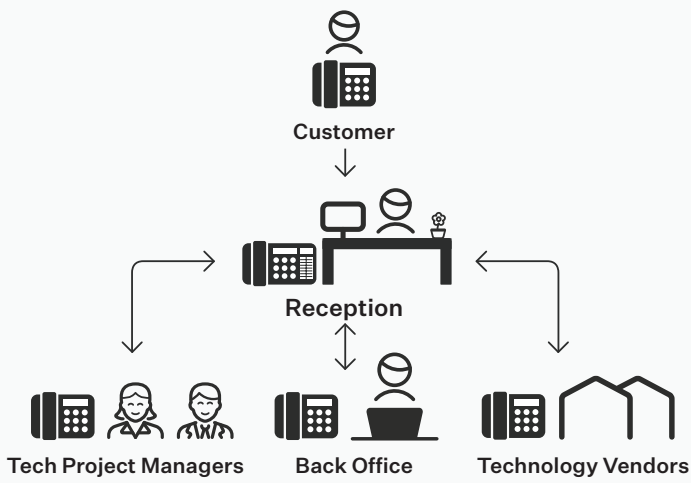 Customer
Reception
Tech Project Managers
Back Office
Technology Vendors